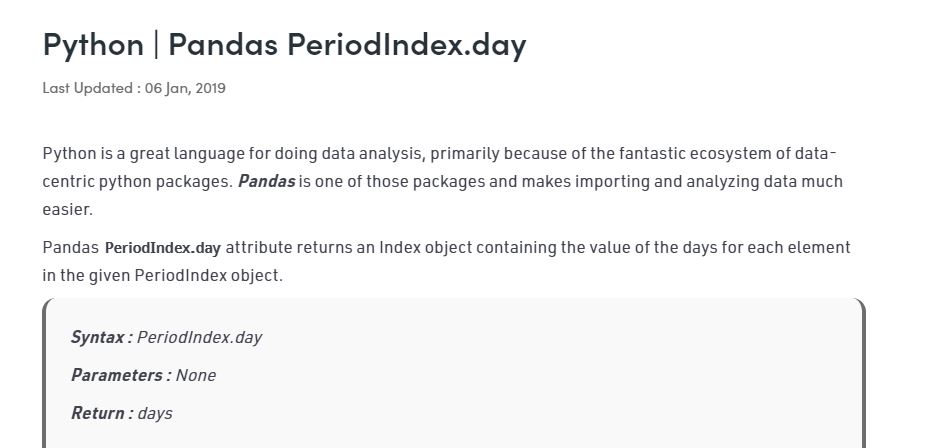 Python | Pandas PeriodIndex.day
Last Updated : 06 Jan, 2019
Python is a great language for doing data analysis, primarily because of the fantastic ecosystem of data-
centric python packages. Pandas is one of those packages and makes importing and analyzing data much
easier.
Pandas PeriodIndex.day attribute returns an Index object containing the value of the days for each element
in the given PeriodIndex object.
Syntax : PeriodIndex.day
Parameters : None
Return : days